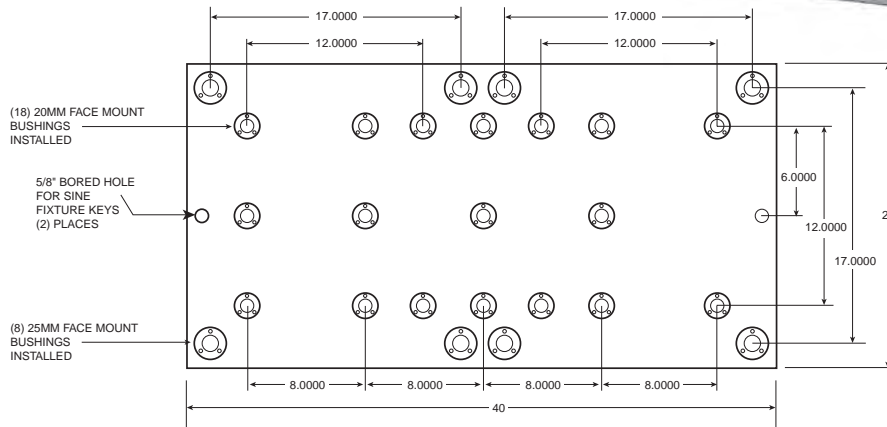 17.0000
17.0000
12.0000
12.0000
(18) 20MM FACE MOUNT
BUSHINGS
INSTALLED
5/8" BORED HOLE
FOR SINE
FIXTURE KEYS
(2) PLACES
6.0000
12.0000
17.0000
(8) 25MM FACE MOUNT
BUSHINGS
INSTALLED
8.0000
8.0000
8.0000
8.0000
40